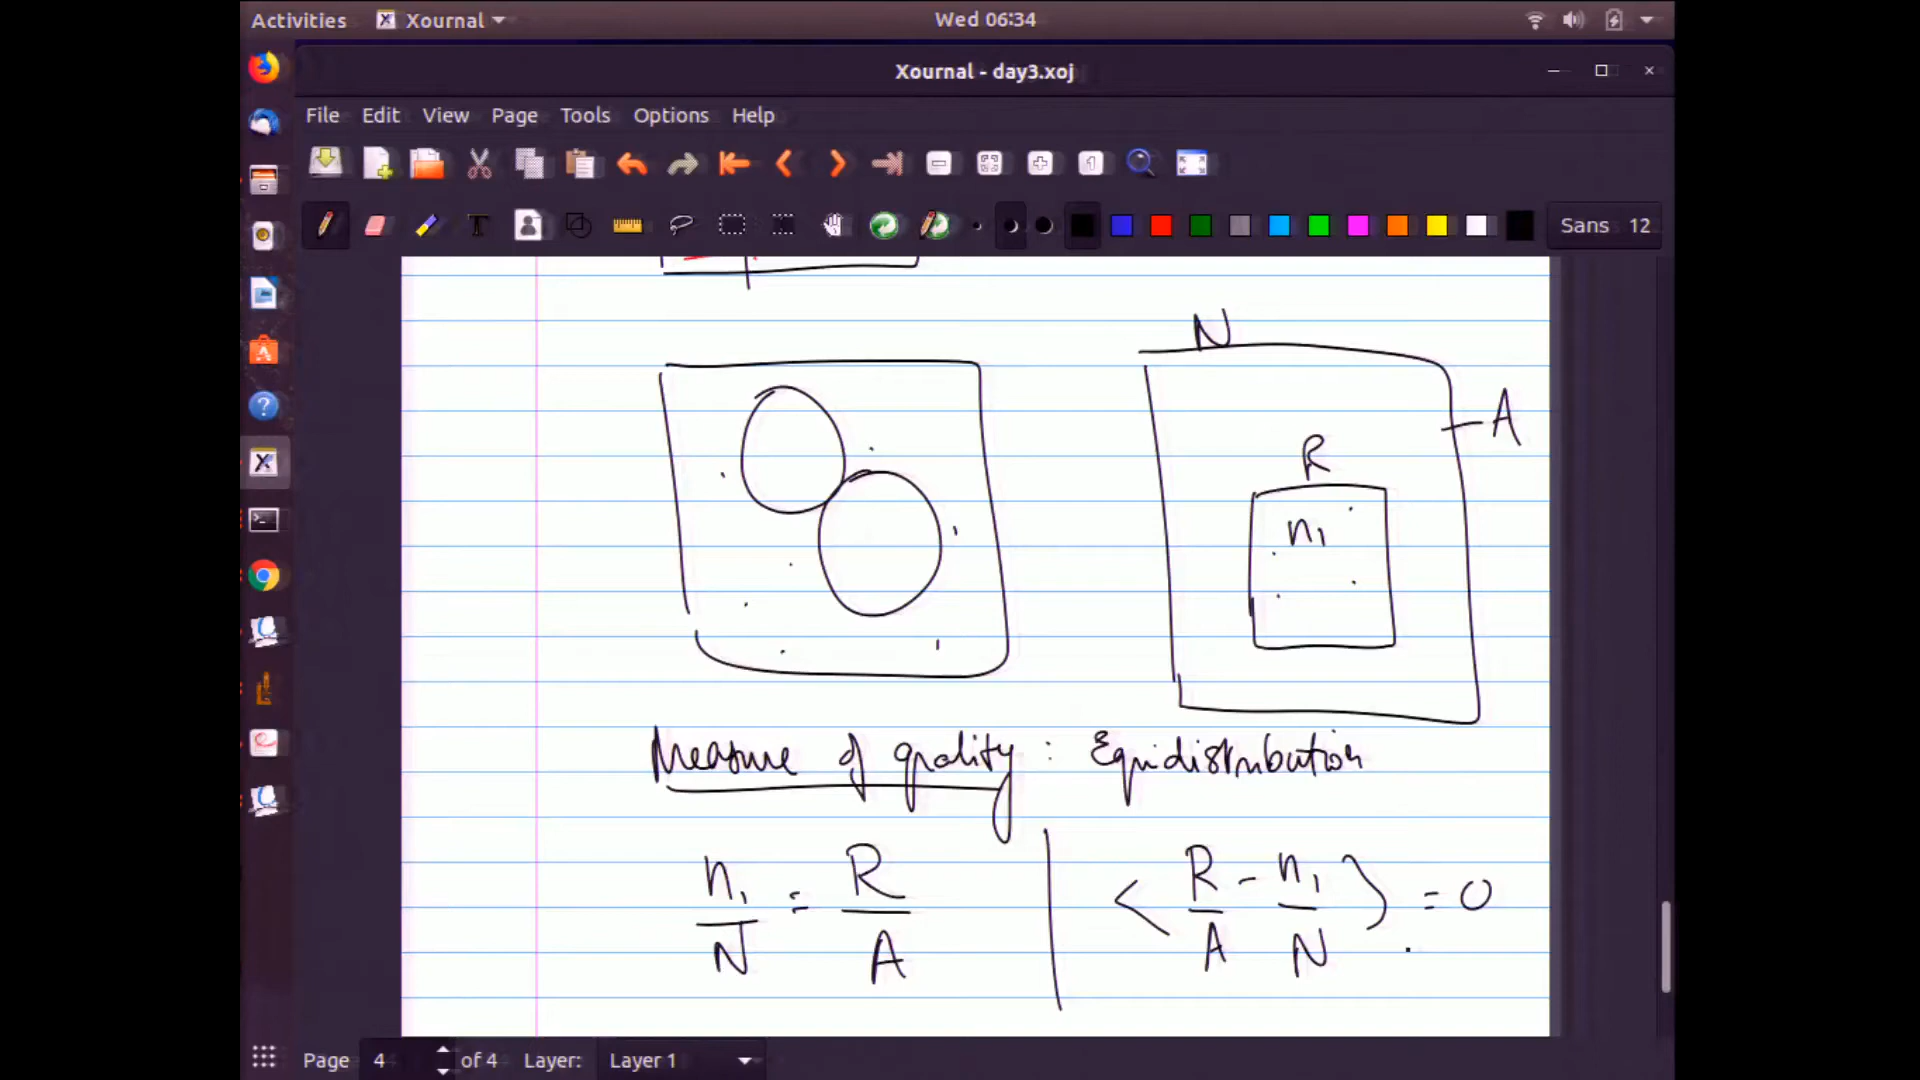 Activities Xournal Wed 06:34
Xournal - day3.xoj
File Edit View Page Tools Options Help
Sans 12
N
A
R
n1
Measure of quality : Equidistribution
n1/N = R/A | < R/A - n1/N > = 0
Page 4 of 4 Layer: Layer 1